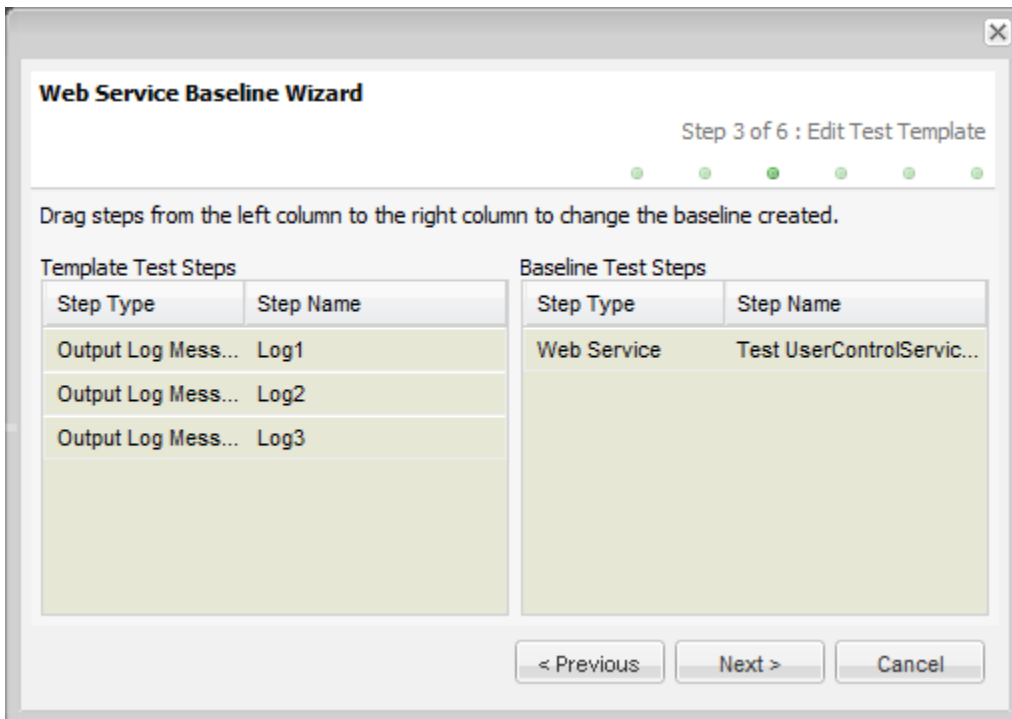 Web Service Baseline Wizard
Step 3 of 6 : Edit Test Template
Drag steps from the left column to the right column to change the baseline created.
Template Test Steps
Step Type Step Name
Output Log Mess... Log1
Output Log Mess... Log2
Output Log Mess... Log3
Baseline Test Steps
Step Type Step Name
Web Service Test UserControlServic...
< Previous Next > Cancel